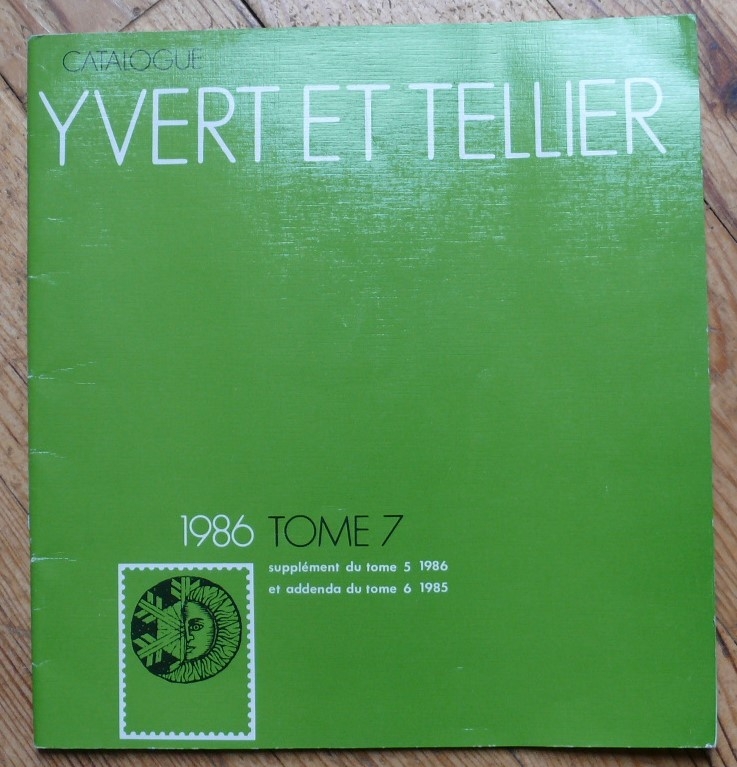 CATALOGUE
YVERT ET TELLIER
1986 TOME 7
supplément du tome 5 1986
et addenda du tome 6 1985